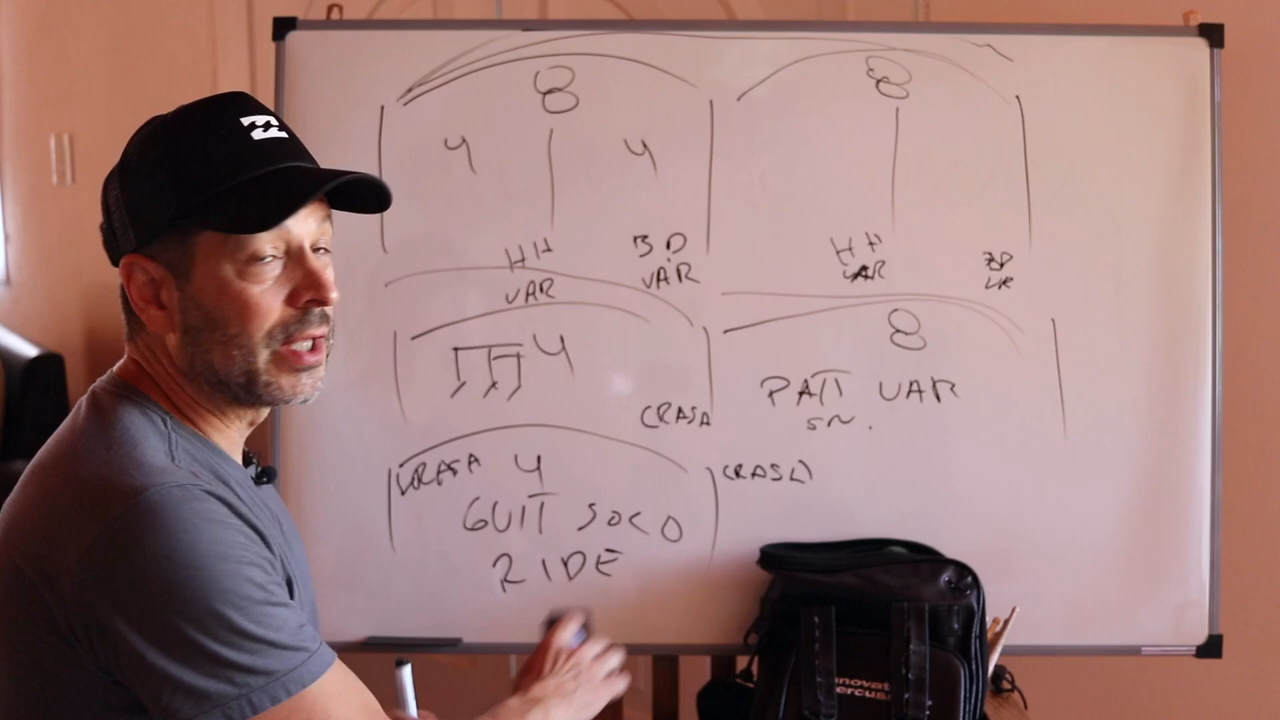 8 8
4 4
HH BD HH BD
VAR VAR VAR VR
4 8
CRASH PATT VAR
SN.
CRASH 4 CRASH
GUIT SOLO
RIDE